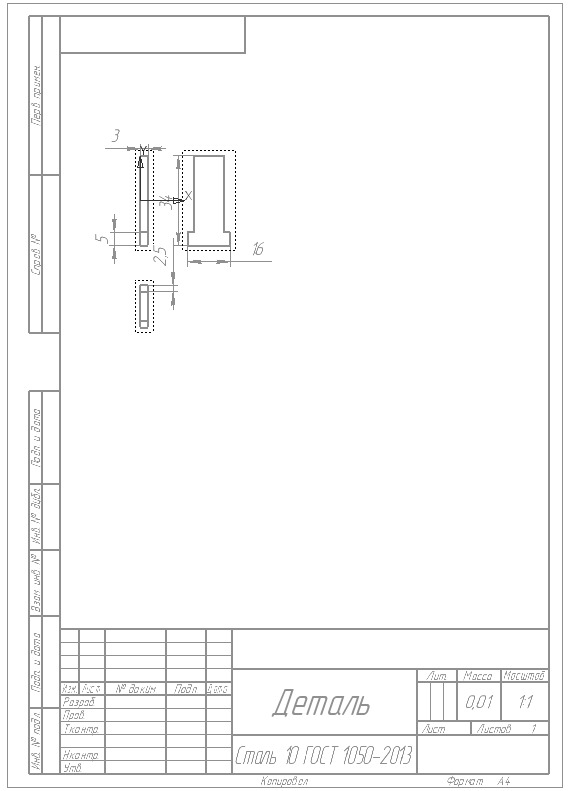 Перв. примен.
Справ. №
Подп. и дата
Инв. № дубл.
Взам. инв. №
Подп. и дата
Инв. № подл.
3
Y
X
34
5
2,5
16
Изм. Лист № докум. Подп. Дата
Разраб.
Пров.
Т.контр.
Н.контр.
Утв.
Деталь
Сталь 10 ГОСТ 1050-2013
Лит. Масса Масштаб
0,01 1:1
Лист Листов 1
Копировал Формат A4